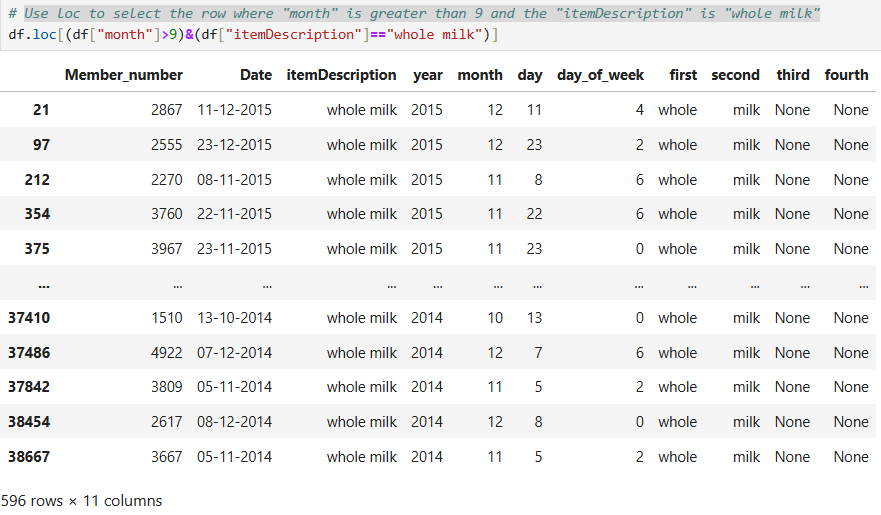 # Use loc to select the row where "month" is greater than 9 and the "itemDescription" is "whole milk"
df.loc[(df["month"]>9)&(df["itemDescription"]=="whole milk")]
Member_number Date itemDescription year month day day_of_week first second third fourth
21 2867 11-12-2015 whole milk 2015 12 11 4 whole milk None None
97 2555 23-12-2015 whole milk 2015 12 23 2 whole milk None None
212 2270 08-11-2015 whole milk 2015 11 8 6 whole milk None None
354 3760 22-11-2015 whole milk 2015 11 22 6 whole milk None None
375 3967 23-11-2015 whole milk 2015 11 23 0 whole milk None None
... ... ... ... ... ... ... ... ... ... ... ...
37410 1510 13-10-2014 whole milk 2014 10 13 0 whole milk None None
37486 4922 07-12-2014 whole milk 2014 12 7 6 whole milk None None
37842 3809 05-11-2014 whole milk 2014 11 5 2 whole milk None None
38454 2617 08-12-2014 whole milk 2014 12 8 0 whole milk None None
38667 3667 05-11-2014 whole milk 2014 11 5 2 whole milk None None
596 rows × 11 columns